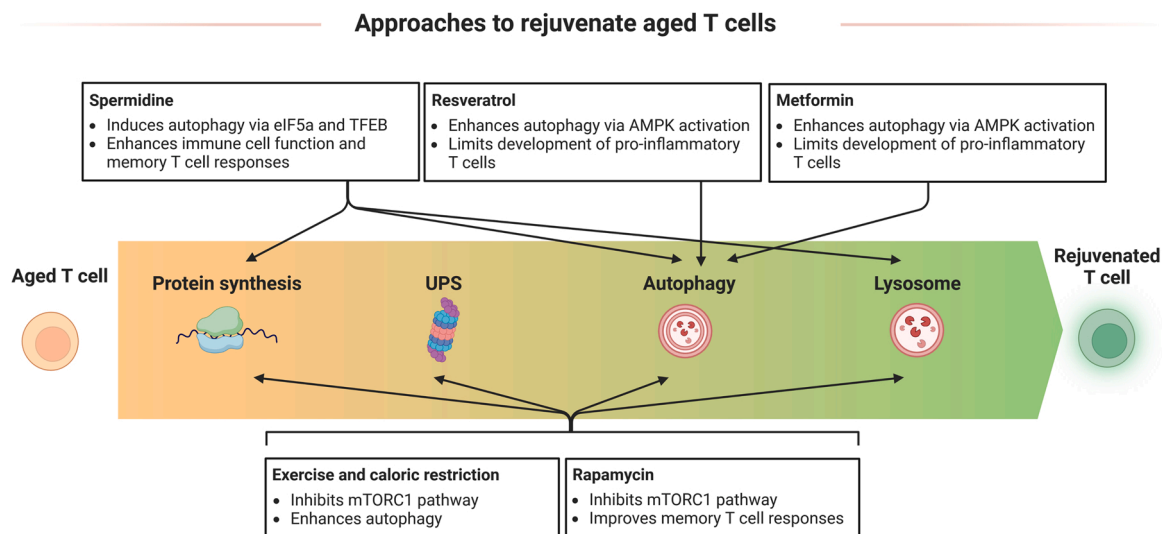 Approaches to rejuvenate aged T cells
Spermidine
• Induces autophagy via eIF5a and TFEB
• Enhances immune cell function and
memory T cell responses
Resveratrol
• Enhances autophagy via AMPK activation
• Limits development of pro-inflammatory
T cells
Metformin
• Enhances autophagy via AMPK activation
• Limits development of pro-inflammatory
T cells
Aged T cell
Protein synthesis
UPS
Autophagy
Lysosome
Rejuvenated
T cell
Exercise and caloric restriction
• Inhibits mTORC1 pathway
• Enhances autophagy
Rapamycin
• Inhibits mTORC1 pathway
• Improves memory T cell responses